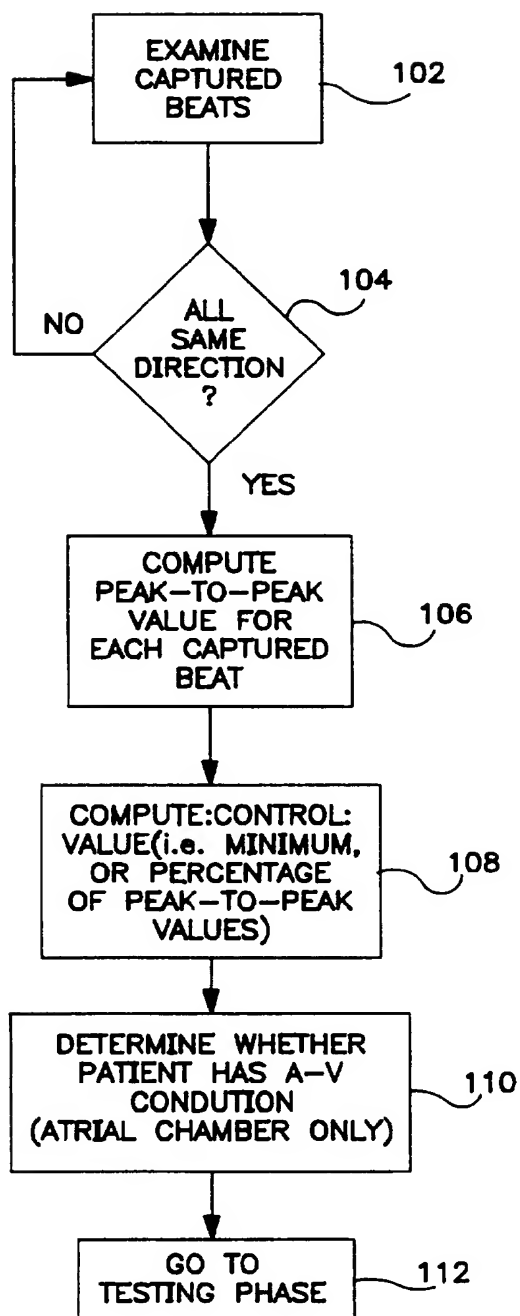 EXAMINE
CAPTURED
BEATS
102
ALL
SAME
DIRECTION
?
104
NO
YES
COMPUTE
PEAK-TO-PEAK
VALUE FOR
EACH CAPTURED
BEAT
106
COMPUTE:CONTROL:
VALUE(i.e. MINIMUM,
OR PERCENTAGE
OF PEAK-TO-PEAK
VALUES)
108
DETERMINE WHETHER
PATIENT HAS A-V
CONDUTION
(ATRIAL CHAMBER ONLY)
110
GO TO
TESTING PHASE
112